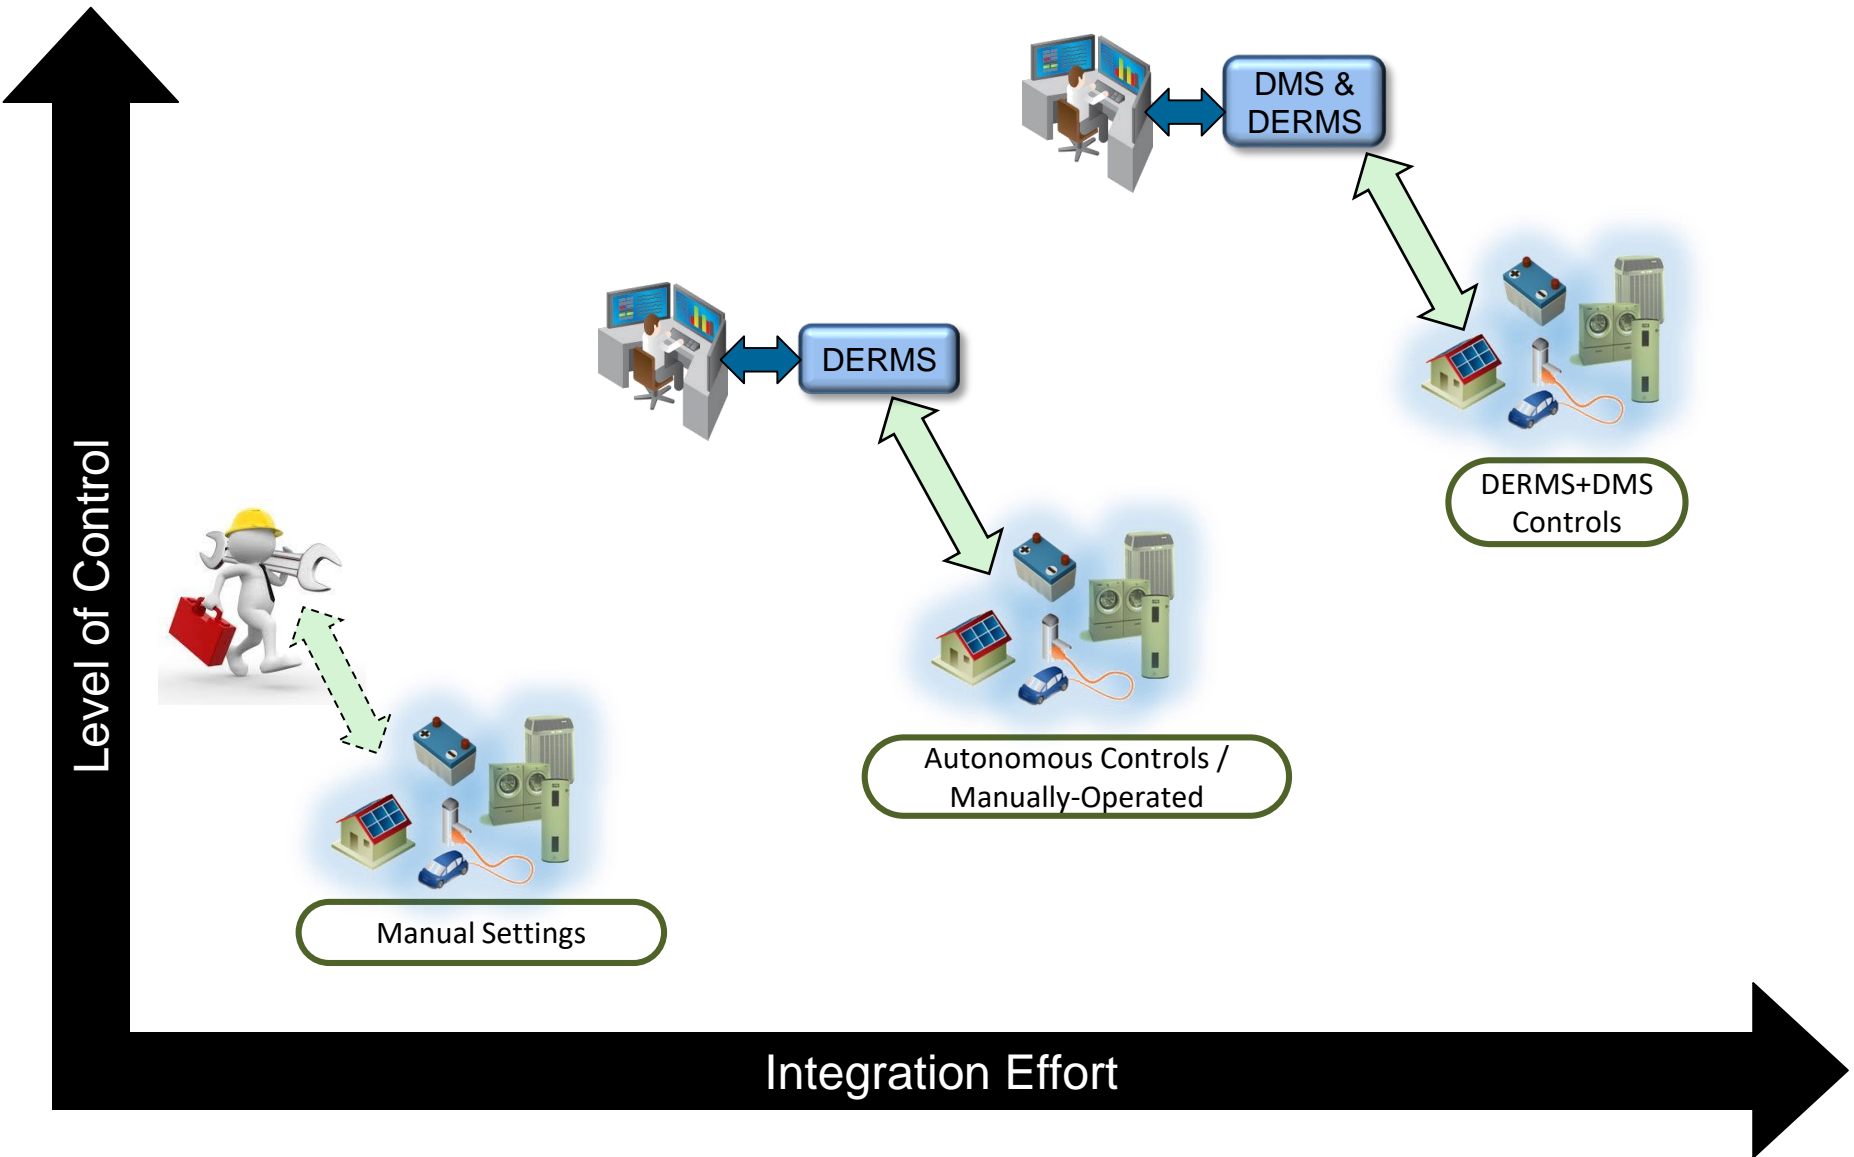 DMS &
DERMS
DERMS
DERMS+DMS
Controls
Level of Control
Autonomous Controls /
Manually-Operated
Manual Settings
Integration Effort